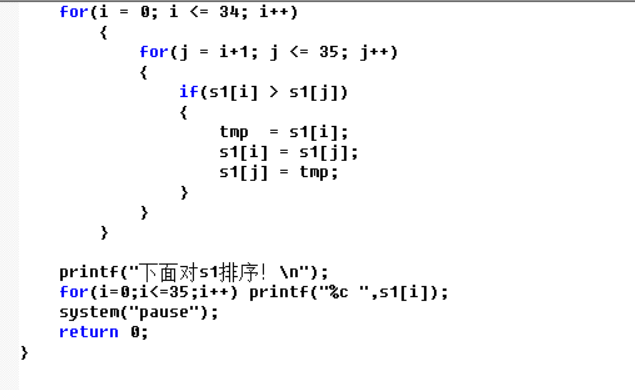 for(i = 0; i <= 34; i++)
{
for(j = i+1; j <= 35; j++)
{
if(s1[i] > s1[j])
{
tmp  = s1[i];
s1[i] = s1[j];
s1[j] = tmp;
}
}
}
printf("下面对s1排序! \n");
for(i=0;i<=35;i++) printf("%c ",s1[i]);
system("pause");
return 0;
}